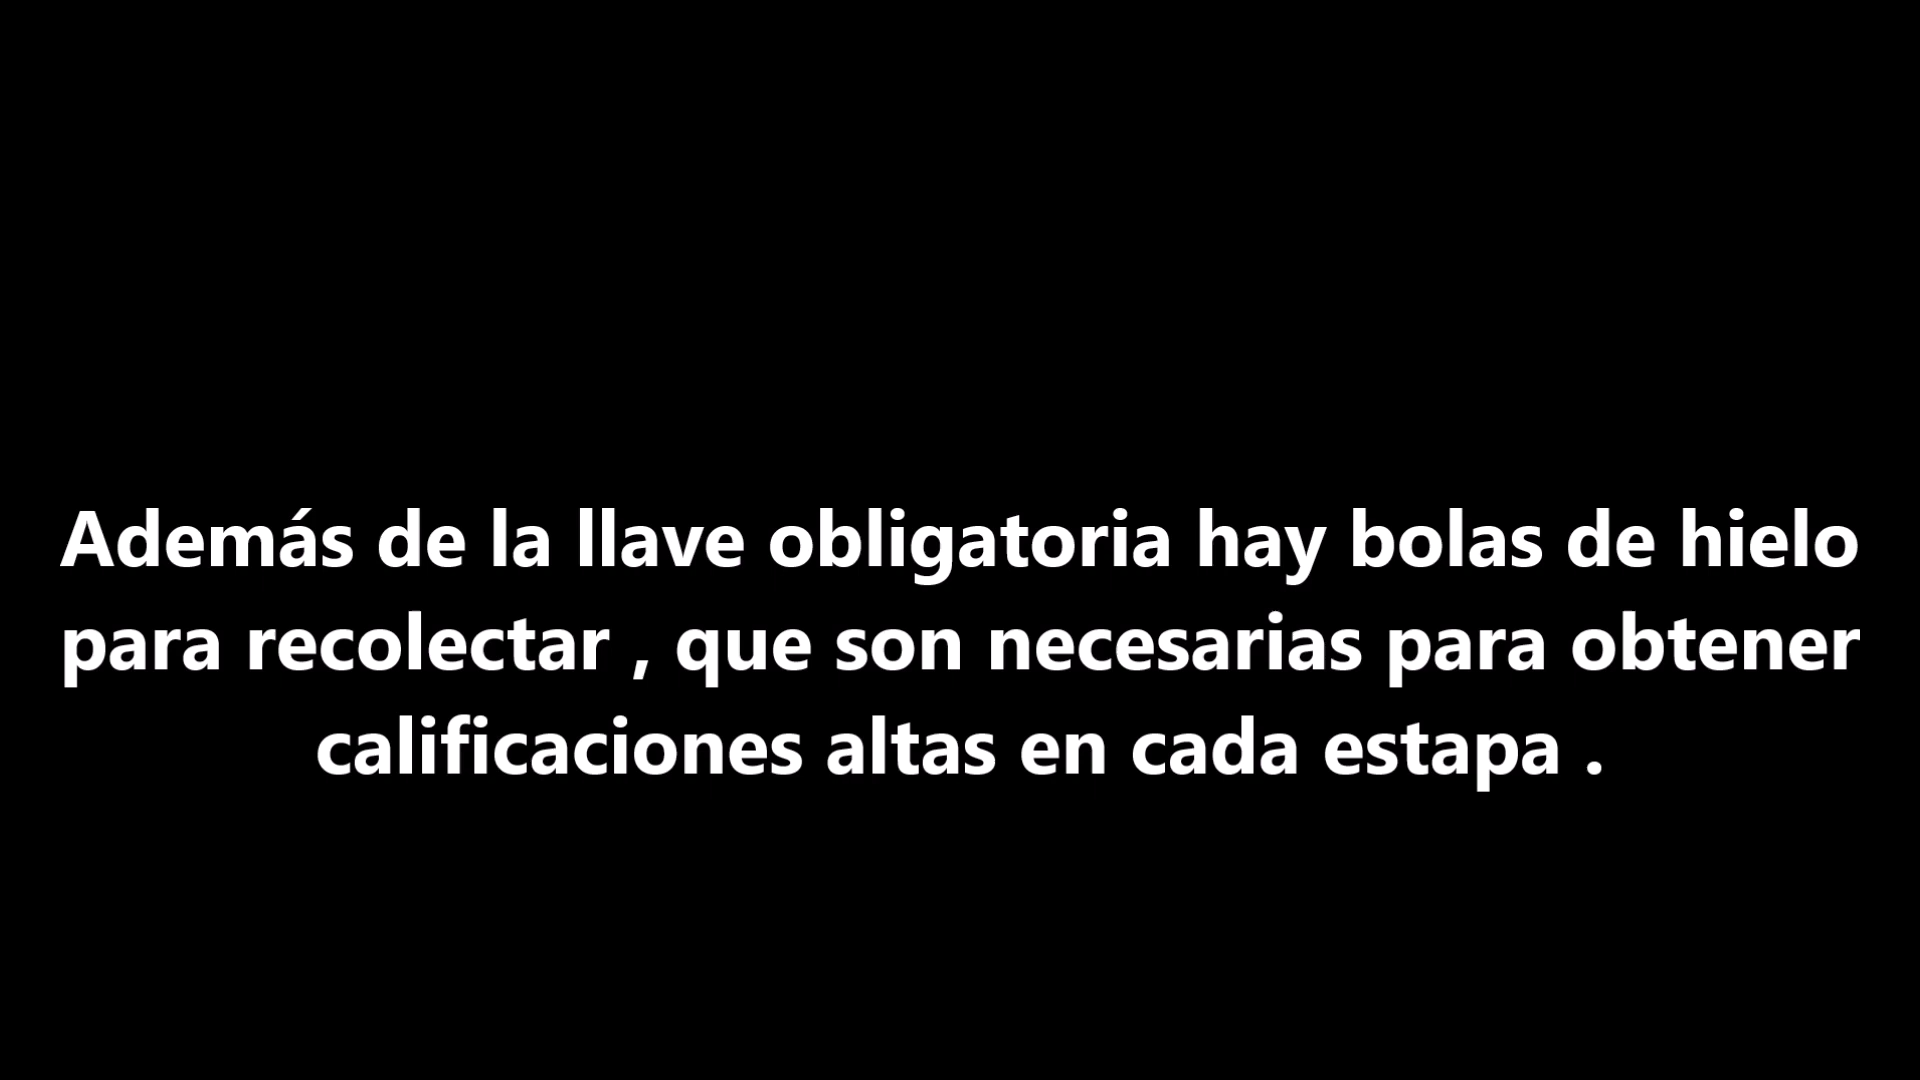 Además de la llave obligatoria hay bolas de hielo
para recolectar , que son necesarias para obtener
calificaciones altas en cada estapa .